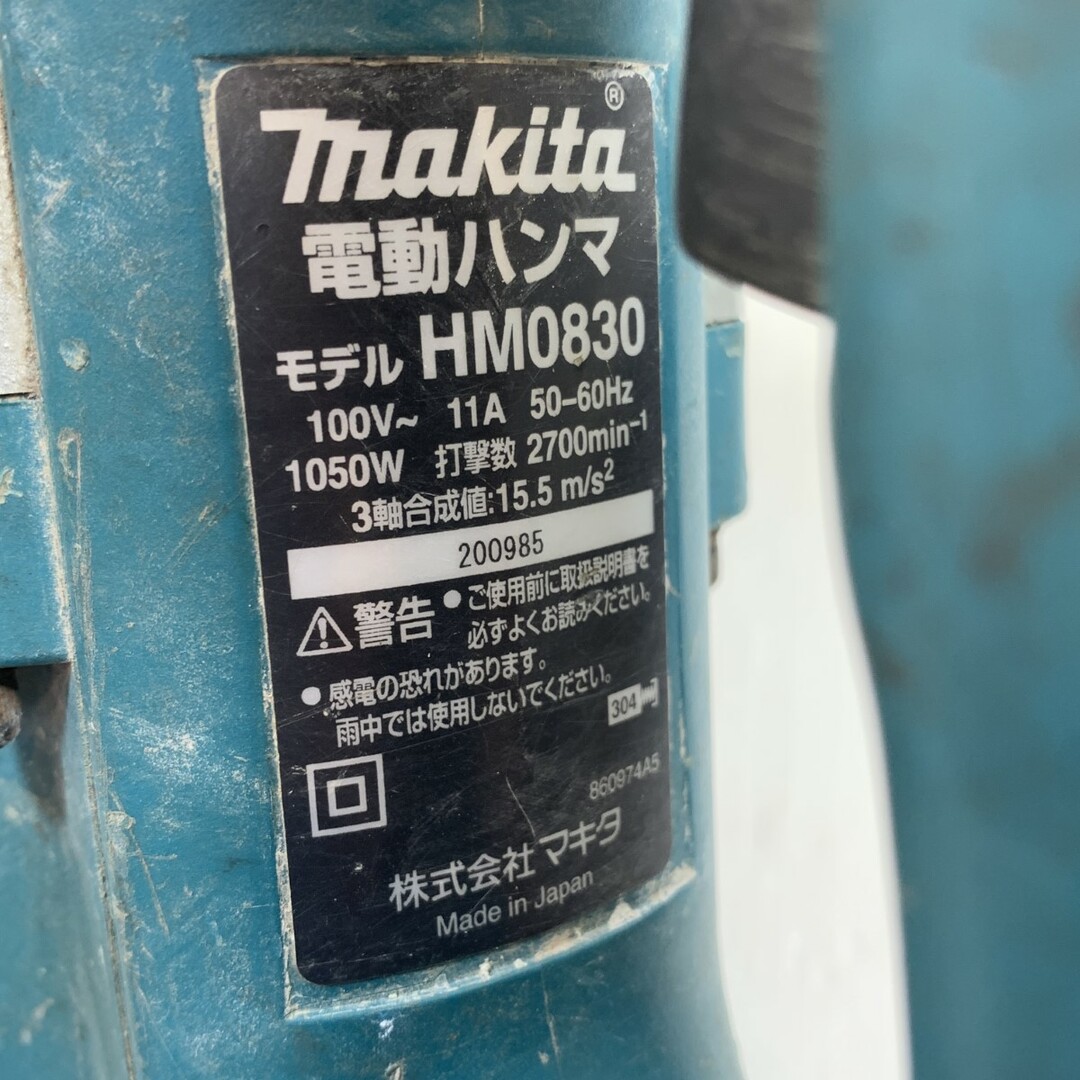 makita®
電動ハンマ
モデル HM0830
100V~ 11A 50-60Hz
1050W 打撃数 2700min⁻¹
3軸合成値:15.5 m/s²
200985
警告 ●ご使用前に取扱説明書を
必ずよくお読みください。
●感電の恐れがあります。
雨中では使用しないでください。
304
860974A5
株式会社 マキタ
Made in Japan